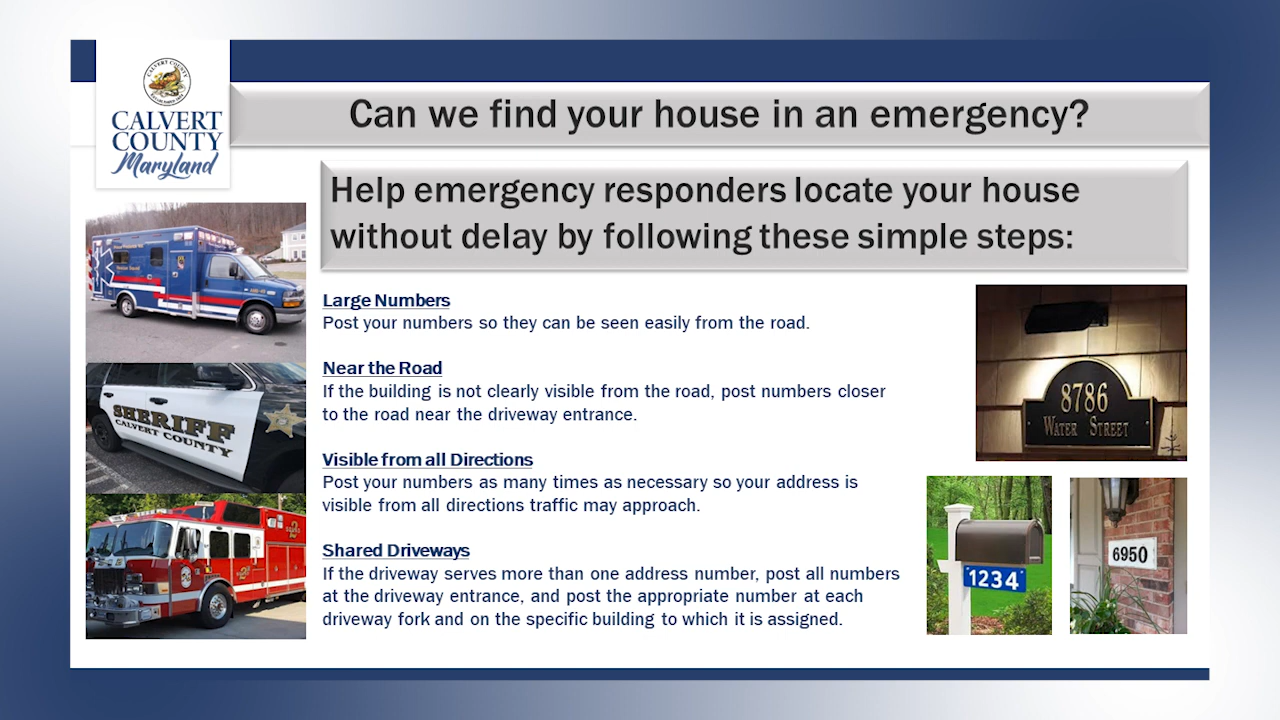 CALVERT COUNTY
CALVERT
COUNTY
Maryland
Can we find your house in an emergency?
Help emergency responders locate your house
without delay by following these simple steps:
Large Numbers
Post your numbers so they can be seen easily from the road.
Near the Road
If the building is not clearly visible from the road, post numbers closer
to the road near the driveway entrance.
Visible from all Directions
Post your numbers as many times as necessary so your address is
visible from all directions traffic may approach.
Shared Driveways
If the driveway serves more than one address number, post all numbers
at the driveway entrance, and post the appropriate number at each
driveway fork and on the specific building to which it is assigned.
SHERIFF
CALVERT COUNTY
8786
WATER STREET
1234
6950